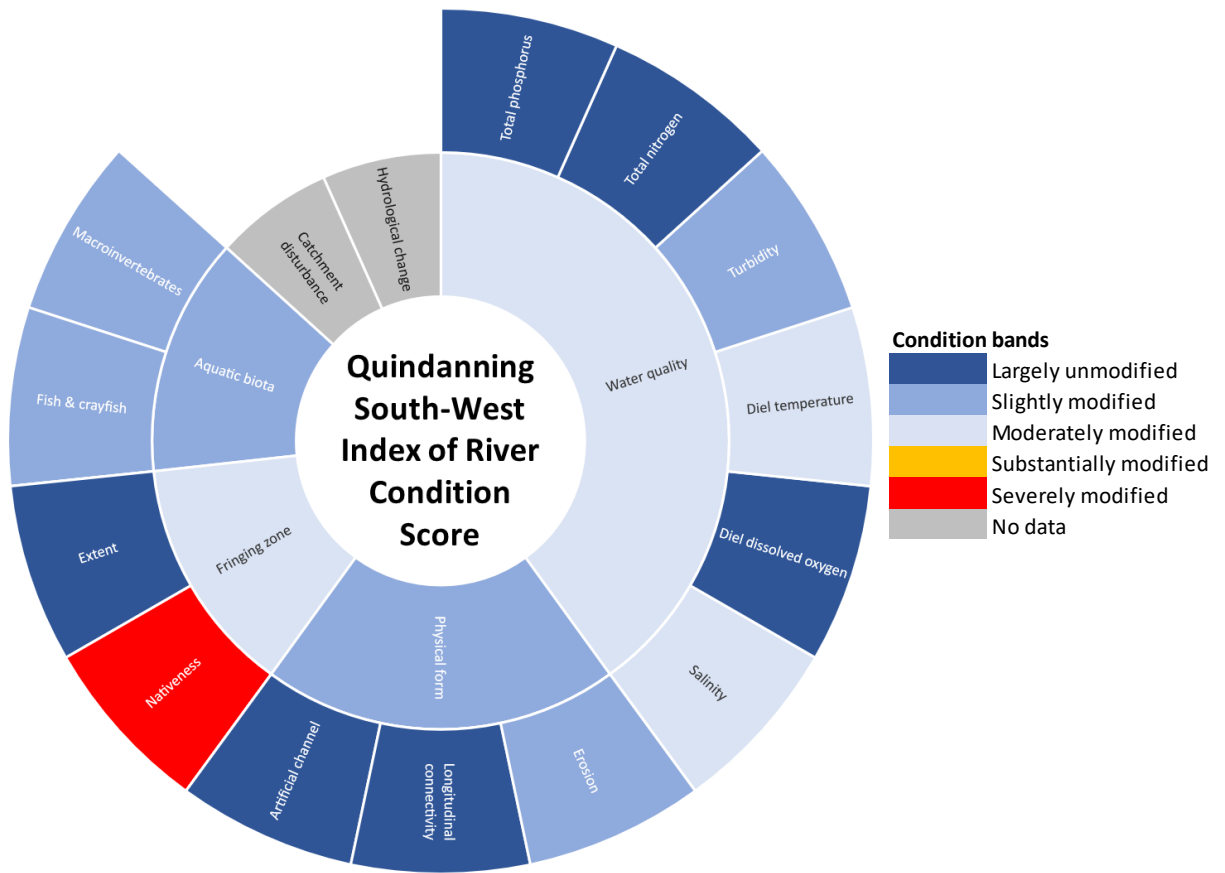 Quindanning
South-West
Index of River
Condition
Score
Water quality
Physical form
Fringing zone
Aquatic biota
Catchment
disturbance
Hydrological change
Total phosphorus
Total nitrogen
Turbidity
Diel temperature
Diel dissolved oxygen
Salinity
Erosion
Longitudinal
connectivity
Artificial channel
Nativeness
Extent
Fish & crayfish
Macroinvertebrates
Condition bands
Largely unmodified
Slightly modified
Moderately modified
Substantially modified
Severely modified
No data